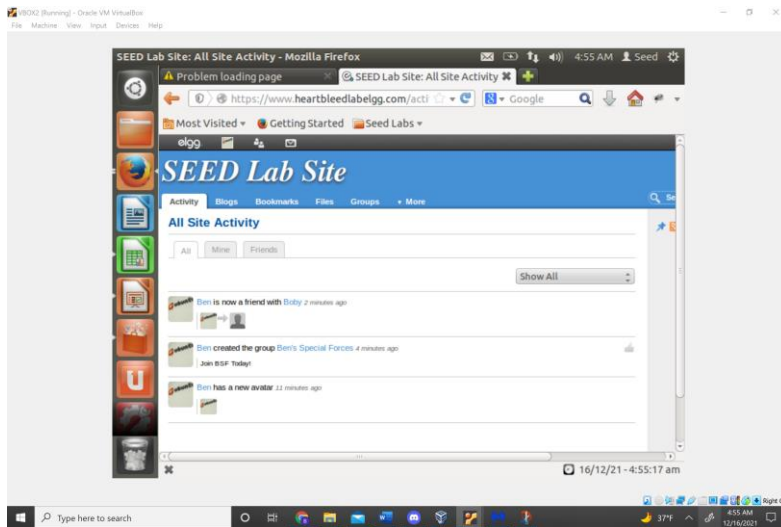 VBOX2 [Running] - Oracle VM VirtualBox
File Machine View Input Devices Help
SEED Lab Site: All Site Activity - Mozilla Firefox 4:55 AM Seed
Problem loading page SEED Lab Site: All Site Activity
https://www.heartbleedlabelgg.com/acti Google
Most Visited Getting Started Seed Labs
elgg
SEED Lab Site
Activity Blogs Bookmarks Files Groups More Se
All Site Activity
All Mine Friends
Show All
Ben is now a friend with Boby 2 minutes ago
Ben created the group Ben's Special Forces 4 minutes ago
Join BSF Today!
Ben has a new avatar 11 minutes ago
16/12/21 - 4:55:17 am
Right
Type here to search 37°F 4:55 AM
12/16/2021